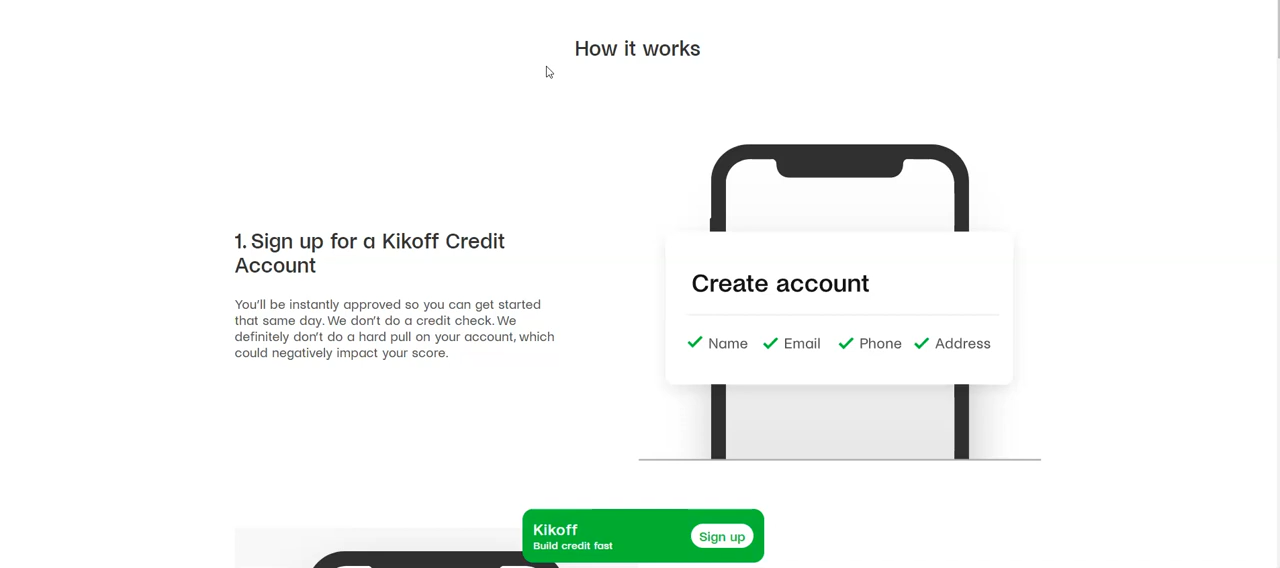 How it works
1. Sign up for a Kikoff Credit
Account
You'll be instantly approved so you can get started
that same day. We don't do a credit check. We
definitely don't do a hard pull on your account, which
could negatively impact your score.
Create account
Name Email Phone Address
Kikoff
Build credit fast
Sign up